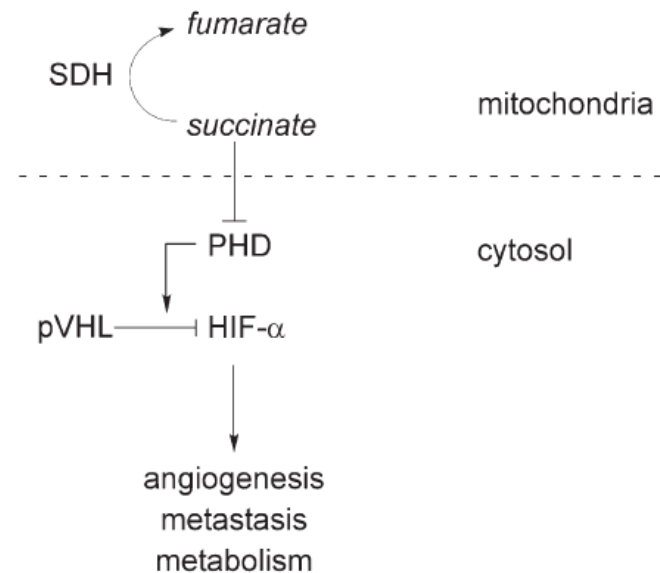 fumarate
SDH
succinate
mitochondria
PHD
cytosol
pVHL
HIF-α
angiogenesis
metastasis
metabolism